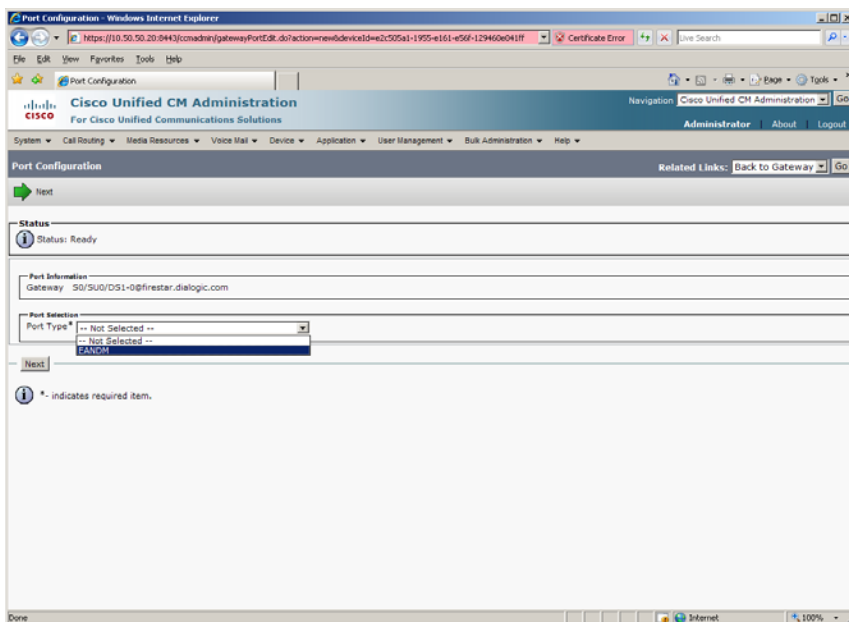 Port Configuration - Windows Internet Explorer
https://10.50.50.20:8443/ccmadmin/gatewayPortEdit.do?action=new&deviceId=e2c505a1-1955-e161-e56f-129460e041ff Certificate Error Live Search
File Edit View Favorites Tools Help
Port Configuration Page Tools
CISCO
Cisco Unified CM Administration
For Cisco Unified Communications Solutions
Navigation Cisco Unified CM Administration Go
Administrator About Logout
System Call Routing Media Resources Voice Mail Device Application User Management Bulk Administration Help
Port Configuration Related Links: Back to Gateway Go
Next
Status
Status: Ready
Port Information
Gateway S0/SU0/DS1-0@firestar.dialogic.com
Port Selection
Port Type* -- Not Selected --
-- Not Selected --
EANDM
Next
*- indicates required item.
Done Internet 100%